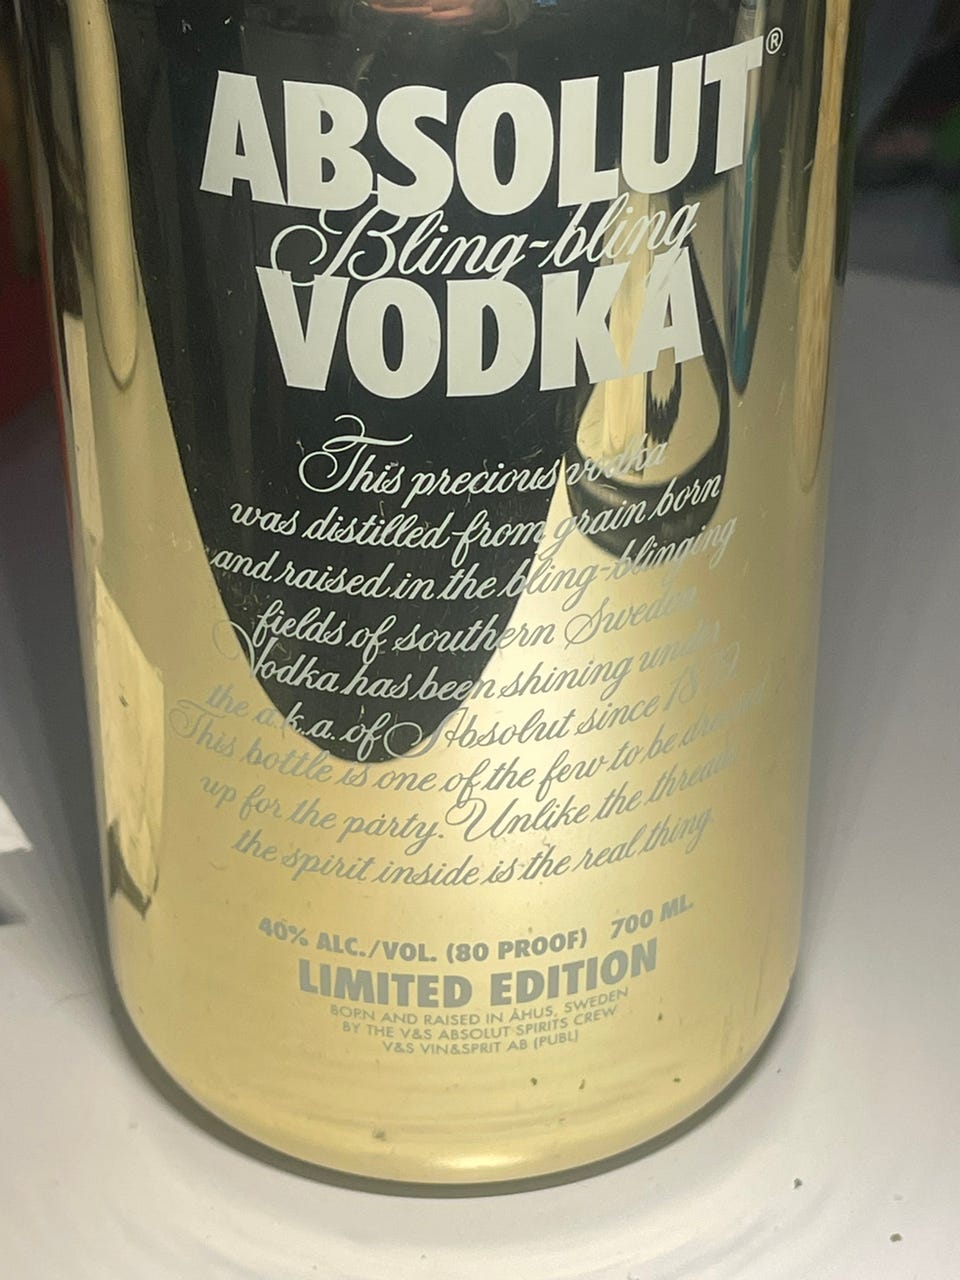 ABSOLUT®
Bling-bling
VODKA
This precious vodka
was distilled from grain born
and raised in the bling-blinging
fields of southern Sweden
Vodka has been shining under
the a.k.a. of Absolut since 1879
This bottle is one of the few to be dressed
up for the party. Unlike the threads
the spirit inside is the real thing
40% ALC./VOL. (80 PROOF) 700 ML.
LIMITED EDITION
BORN AND RAISED IN ÅHUS, SWEDEN
BY THE V&S ABSOLUT SPIRITS CREW
V&S VIN&SPRIT AB (PUBL)